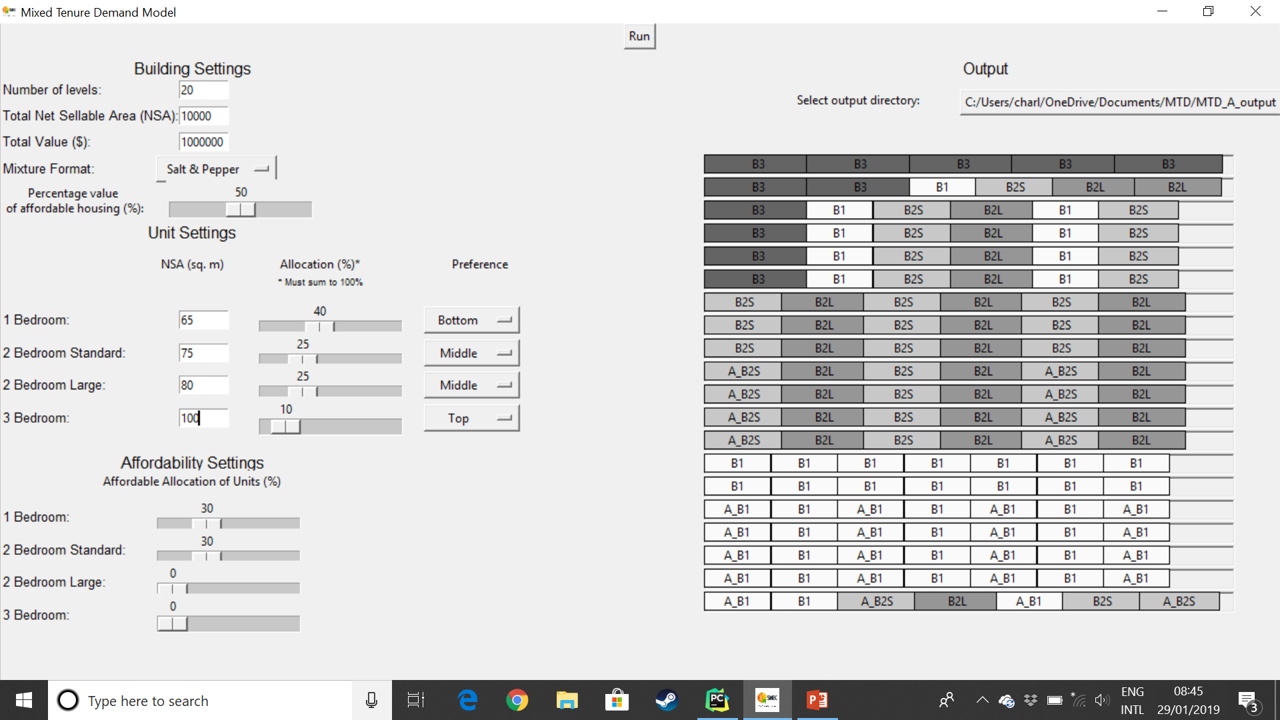 Mixed Tenure Demand Model
Run
Building Settings
Number of levels: 20
Total Net Sellable Area (NSA): 10000
Total Value ($): 1000000
Mixture Format: Salt & Pepper
Percentage value of affordable housing (%): 50
Unit Settings
NSA (sq. m) Allocation (%)* Preference
* Must sum to 100%
1 Bedroom: 65 40 Bottom
2 Bedroom Standard: 75 25 Middle
2 Bedroom Large: 80 25 Middle
3 Bedroom: 100 10 Top
Affordability Settings
Affordable Allocation of Units (%)
1 Bedroom: 30
2 Bedroom Standard: 30
2 Bedroom Large: 0
3 Bedroom: 0
Output
Select output directory: C:/Users/charl/OneDrive/Documents/MTD/MTD_A_output
B3 B3 B3 B3 B3
B3 B3 B1 B2S B2L B2L
B3 B1 B2S B2L B1 B2S
B3 B1 B2S B2L B1 B2S
B3 B1 B2S B2L B1 B2S
B3 B1 B2S B2L B1 B2S
B2S B2L B2S B2L B2S B2L
B2S B2L B2S B2L B2S B2L
B2S B2L B2S B2L B2S B2L
A_B2S B2L B2S B2L A_B2S B2L
A_B2S B2L B2S B2L A_B2S B2L
A_B2S B2L B2S B2L A_B2S B2L
A_B2S B2L B2S B2L A_B2S B2L
B1 B1 B1 B1 B1 B1 B1
B1 B1 B1 B1 B1 B1 B1
A_B1 B1 A_B1 B1 A_B1 B1 A_B1
A_B1 B1 A_B1 B1 A_B1 B1 A_B1
A_B1 B1 A_B1 B1 A_B1 B1 A_B1
A_B1 B1 A_B1 B1 A_B1 B1 A_B1
A_B1 B1 A_B2S B2L A_B1 B2S A_B2S
Type here to search
PC
ENG
INTL
08:45
29/01/2019
3